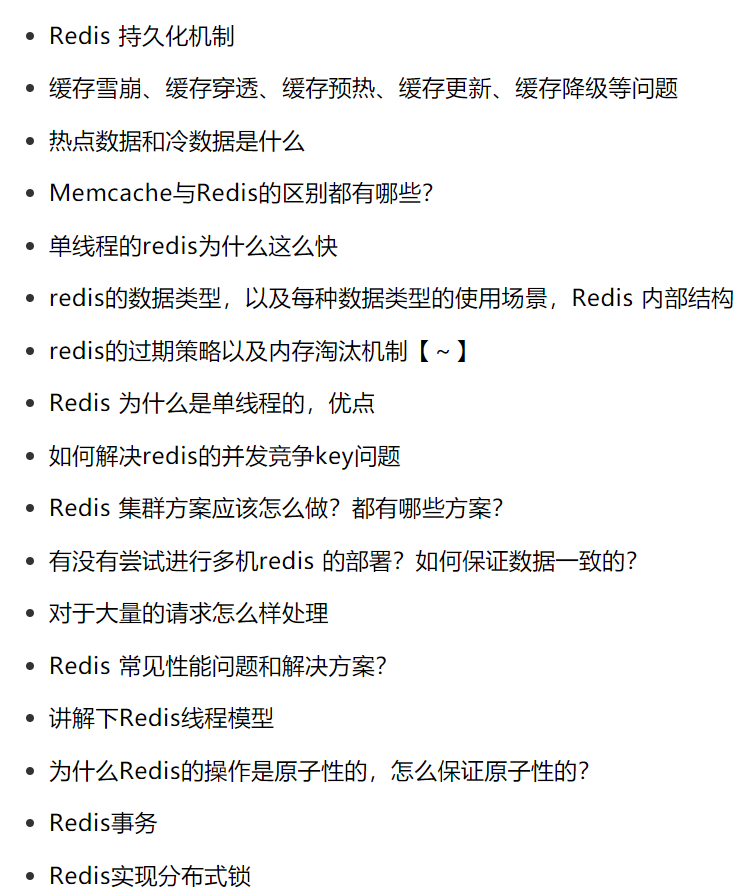 Redis 持久化机制
缓存雪崩、缓存穿透、缓存预热、缓存更新、缓存降级等问题
热点数据和冷数据是什么
Memcache与Redis的区别都有哪些？
单线程的redis为什么这么快
redis的数据类型，以及每种数据类型的使用场景，Redis 内部结构
redis的过期策略以及内存淘汰机制【～】
Redis 为什么是单线程的，优点
如何解决redis的并发竞争key问题
Redis 集群方案应该怎么做？都有哪些方案？
有没有尝试进行多机redis 的部署？如何保证数据一致的？
对于大量的请求怎么样处理
Redis 常见性能问题和解决方案？
讲解下Redis线程模型
为什么Redis的操作是原子性的，怎么保证原子性的？
Redis事务
Redis实现分布式锁